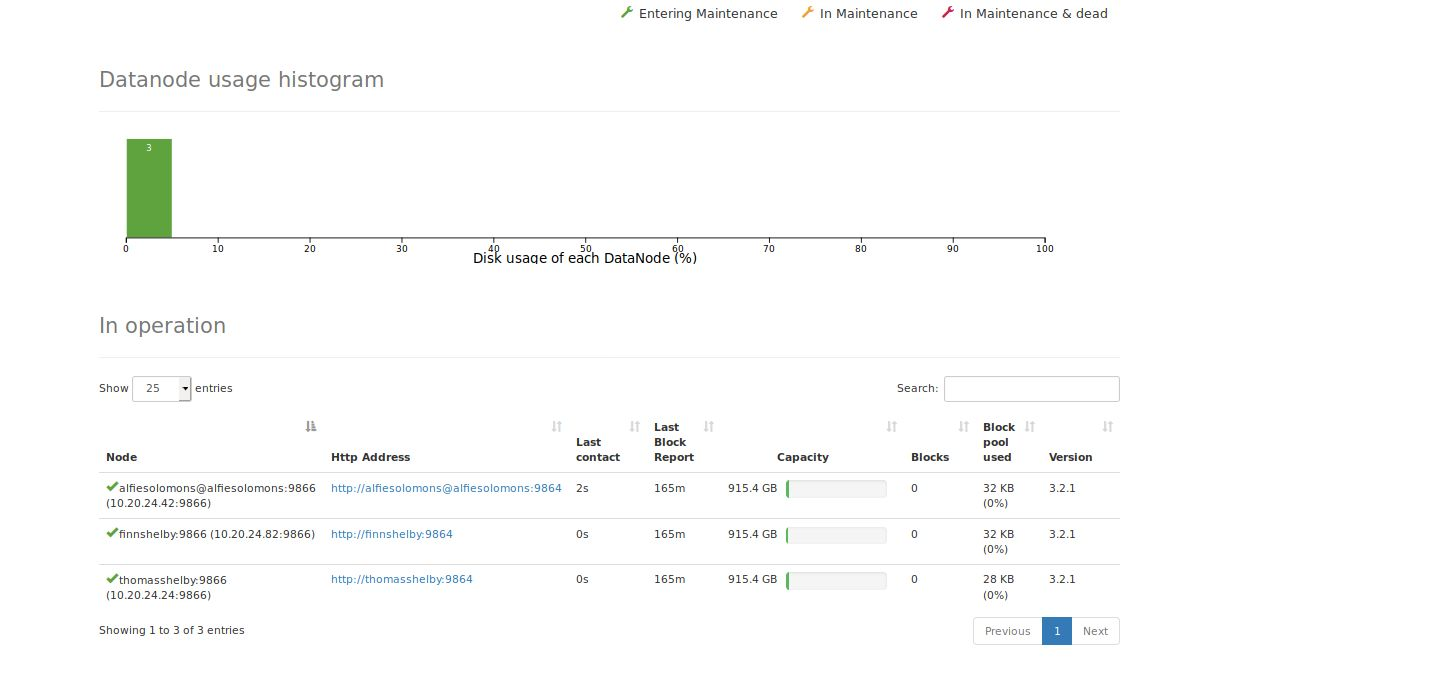 Entering Maintenance In Maintenance In Maintenance & dead
Datanode usage histogram
3
0 10 20 30 40 50 60 70 80 90 100
Disk usage of each DataNode (%)
In operation
Show 25 entries Search:
Node Http Address Last contact Last Block Report Capacity Blocks Block pool used Version
alfiesolomons@alfiesolomons:9866 http://alfiesolomons@alfiesolomons:9864 2s 165m 915.4 GB 0 32 KB 3.2.1
(10.20.24.42:9866) (0%)
finnshelby:9866 (10.20.24.82:9866) http://finnshelby:9864 0s 165m 915.4 GB 0 32 KB 3.2.1
(0%)
thomasshelby:9866 http://thomasshelby:9864 0s 165m 915.4 GB 0 28 KB 3.2.1
(10.20.24.24:9866) (0%)
Showing 1 to 3 of 3 entries Previous 1 Next